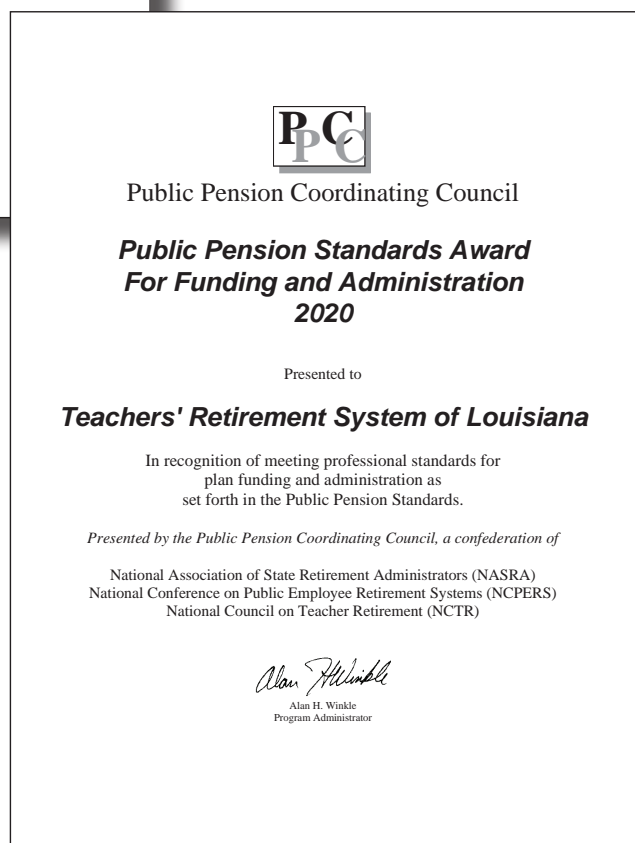 PPCC
Public Pension Coordinating Council
Public Pension Standards Award
For Funding and Administration
2020
Presented to
Teachers' Retirement System of Louisiana
In recognition of meeting professional standards for
plan funding and administration as
set forth in the Public Pension Standards.
Presented by the Public Pension Coordinating Council, a confederation of
National Association of State Retirement Administrators (NASRA)
National Conference on Public Employee Retirement Systems (NCPERS)
National Council on Teacher Retirement (NCTR)
Alan H Winkle
Alan H. Winkle
Program Administrator